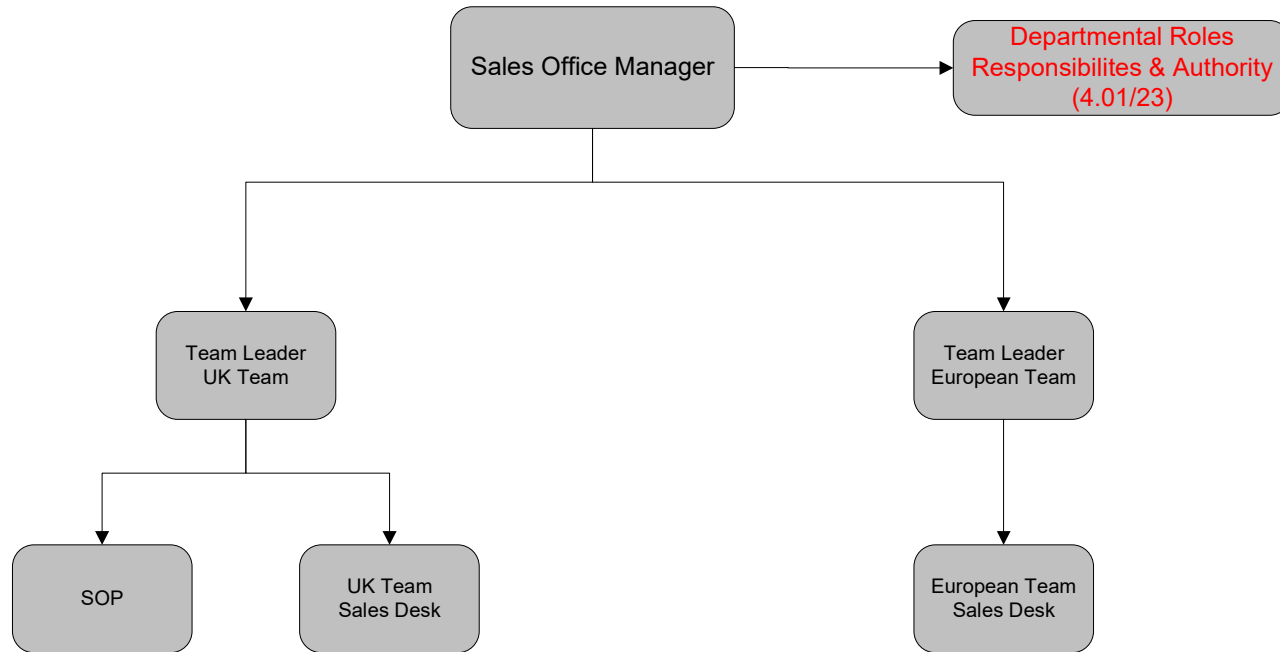 Sales Office Manager
Departmental Roles
Responsibilites & Authority
(4.01/23)
Team Leader
UK Team
Team Leader
European Team
SOP
UK Team
Sales Desk
European Team
Sales Desk